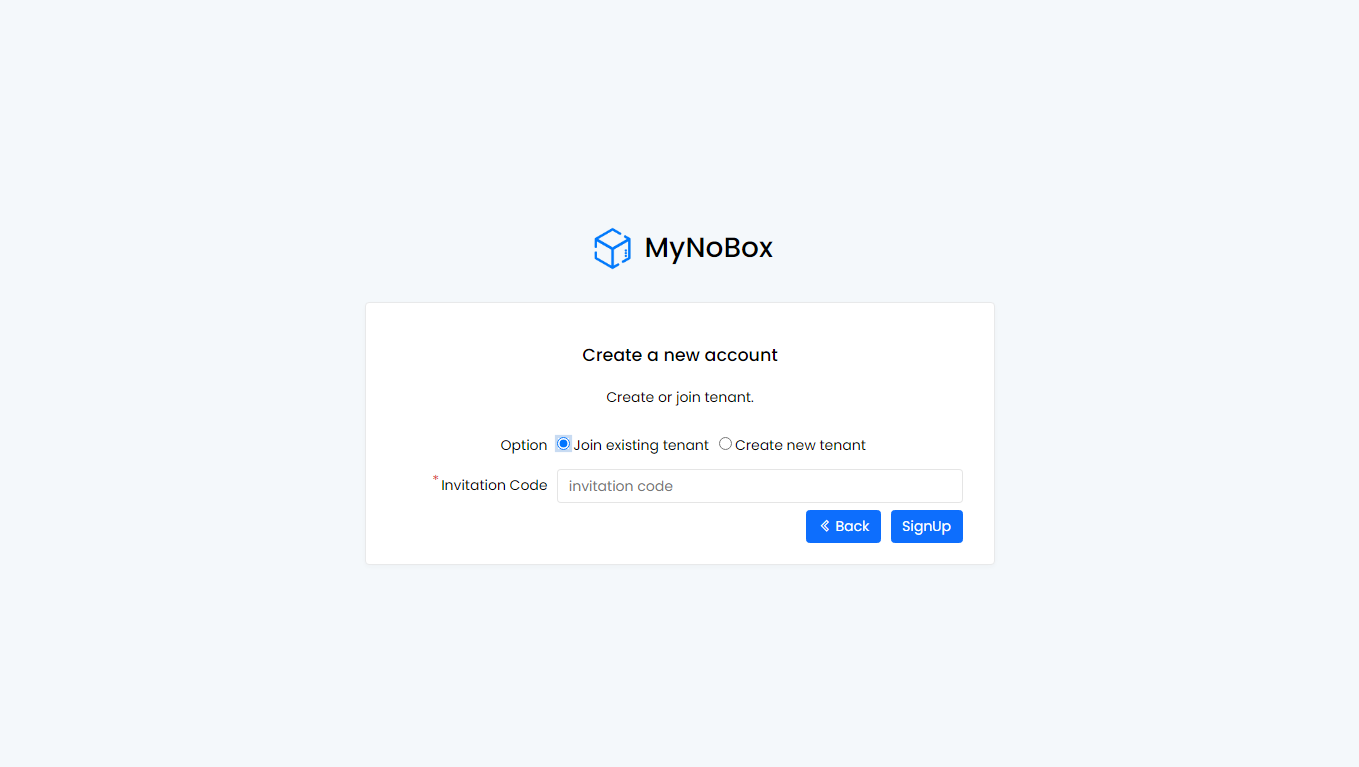 MyNoBox
Create a new account
Create or join tenant.
Option Join existing tenant Create new tenant
* Invitation Code invitation code
Back SignUp